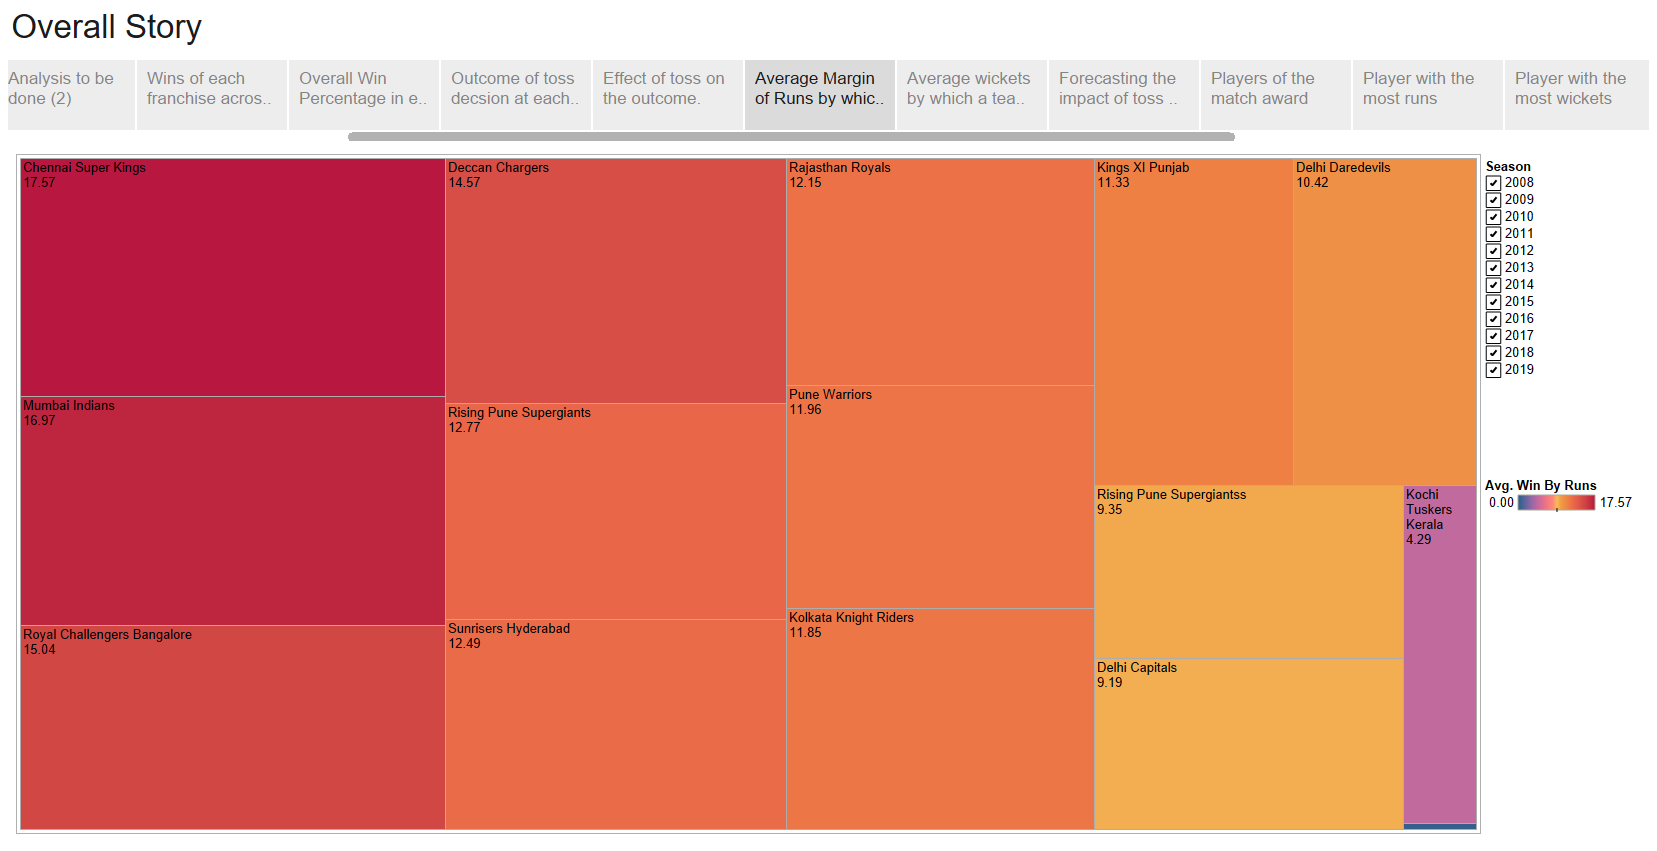 Overall Story
Analysis to be
done (2)
Wins of each
franchise acros..
Overall Win
Percentage in e..
Outcome of toss
decsion at each..
Effect of toss on
the outcome.
Average Margin
of Runs by whic..
Average wickets
by which a tea..
Forecasting the
impact of toss ..
Players of the
match award
Player with the
most runs
Player with the
most wickets
Chennai Super Kings
17.57
Mumbai Indians
16.97
Royal Challengers Bangalore
15.04
Deccan Chargers
14.57
Rising Pune Supergiants
12.77
Sunrisers Hyderabad
12.49
Rajasthan Royals
12.15
Pune Warriors
11.96
Kolkata Knight Riders
11.85
Kings XI Punjab
11.33
Delhi Daredevils
10.42
Rising Pune Supergiantss
9.35
Delhi Capitals
9.19
Kochi
Tuskers
Kerala
4.29
Season
2008
2009
2010
2011
2012
2013
2014
2015
2016
2017
2018
2019
Avg. Win By Runs
0.00 17.57